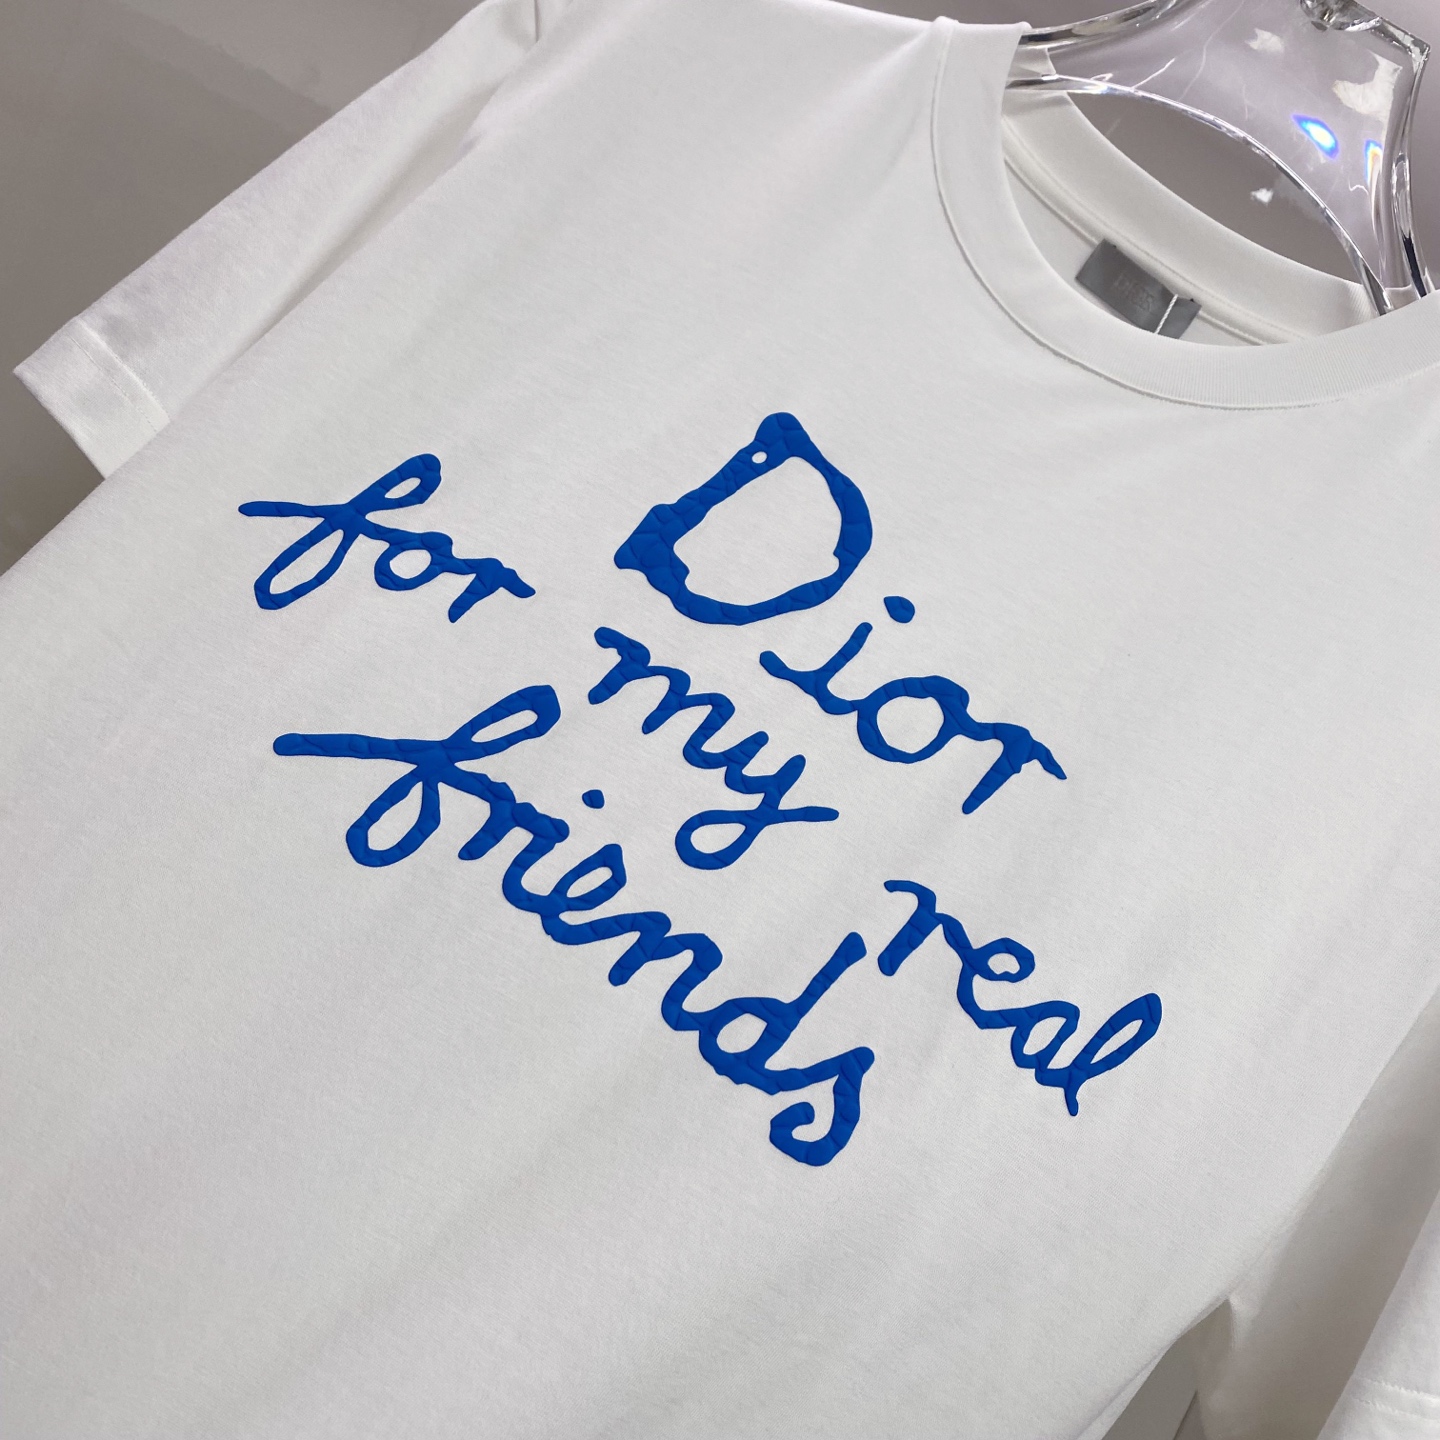 Dior
for my real
friends